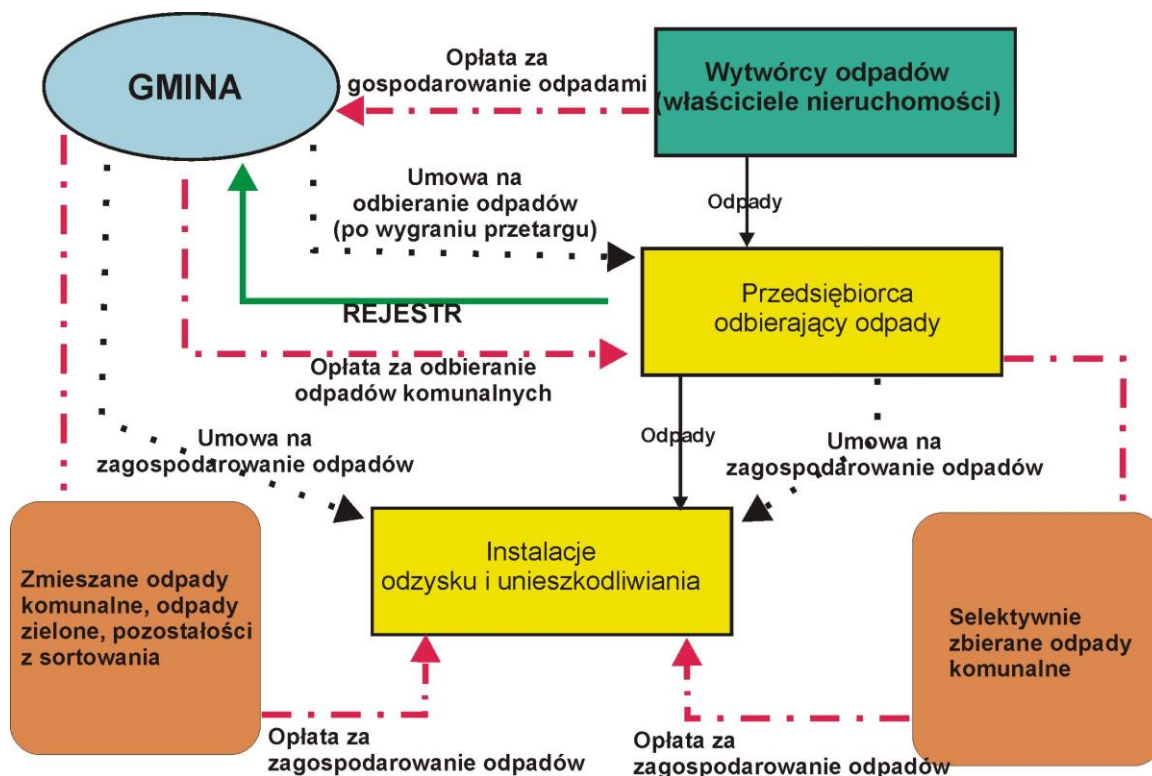 GMINA
Opłata za
gospodarowanie odpadami
Wytwórcy odpadów
(właściciele nieruchomości)
Umowa na
odbieranie odpadów
(po wygraniu przetargu)
Odpady
Przedsiębiorca
odbierający odpady
REJESTR
Opłata za odbieranie
odpadów komunalnych
Umowa na
zagospodarowanie odpadów
Odpady
Umowa na
zagospodarowanie odpadów
Zmieszane odpady
komunalne, odpady
zielone, pozostałości
z sortowania
Instalacje
odzysku i unieszkodliwiania
Selektywnie
zbierane odpady
komunalne
Opłata za
zagospodarowanie odpadów
Opłata za
zagospodarowanie odpadów